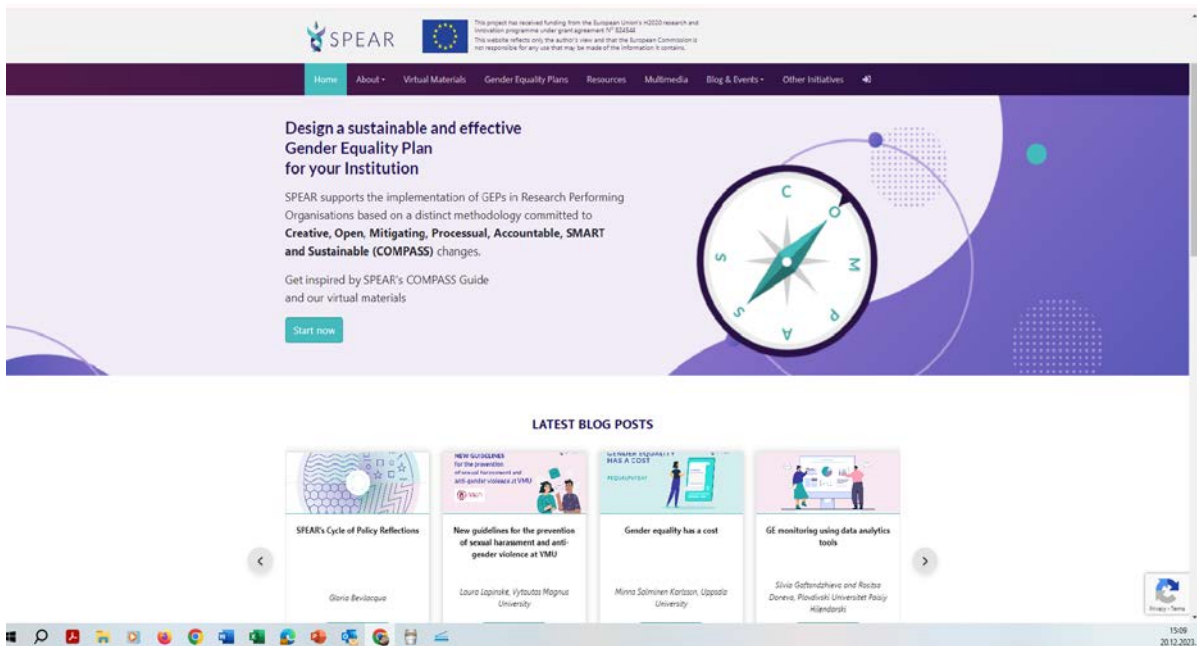 SPEAR
This project has received funding from the European Union's H2020 research and
innovation programme under grant agreement N° 824544
This website reflects only the author's view and that the European Commission is
not responsible for any use that may be made of the information it contains.
Home About Virtual Materials Gender Equality Plans Resources Multimedia Blog & Events Other Initiatives
Design a sustainable and effective
Gender Equality Plan
for your Institution
SPEAR supports the implementation of GEPs in Research Performing
Organisations based on a distinct methodology committed to
Creative, Open, Mitigating, Processual, Accountable, SMART
and Sustainable (COMPASS) changes.
Get inspired by SPEAR's COMPASS Guide
and our virtual materials
Start now
C O M P A S S
LATEST BLOG POSTS
NEW GUIDELINES
for the prevention
of sexual harassment and
anti-gender violence at VMU
GENDER EQUALITY
HAS A COST
SPEAR's Cycle of Policy Reflections
New guidelines for the prevention
of sexual harassment and anti-
gender violence at VMU
Gender equality has a cost
GE monitoring using data analytics
tools
Gloria Bevilacqua
Laura Lapinskė, Vytautas Magnus
University
Minna Salminen Karlsson, Uppsala
University
Silvia Gaftandzhieva and Rositsa
Doneva, Plovdivski Universitet Paisiy
Hilendarski
Privacy - Terms
15:09
20.12.2023.